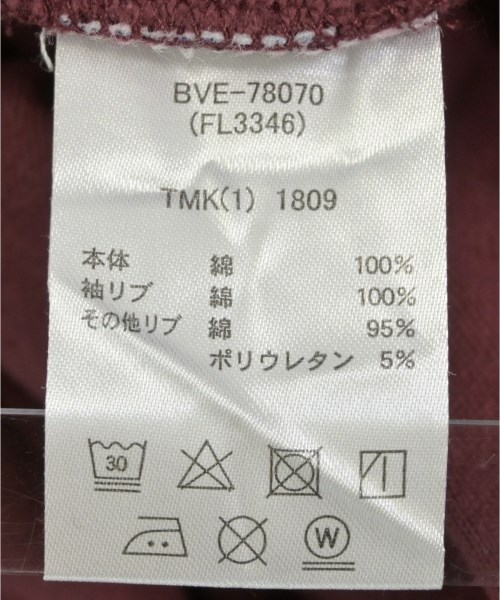 BVE-78070
(FL3346)
TMK(1) 1809
本体 綿 100%
袖リブ 綿 100%
その他リブ 綿 95%
ポリウレタン 5%
30
W